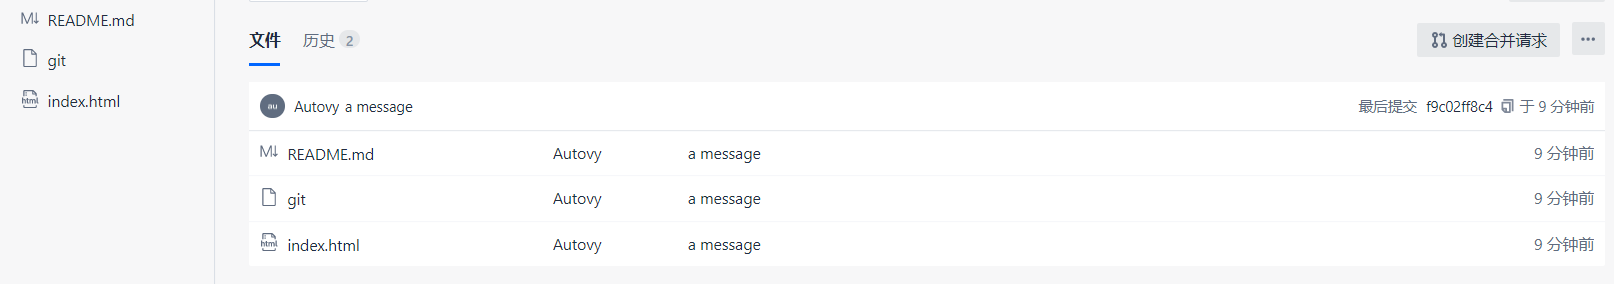 README.md
git
index.html
文件 历史 2 创建合并请求
au Autovy a message 最后提交 f9c02ff8c4 于 9 分钟前
M↓ README.md Autovy a message 9 分钟前
git Autovy a message 9 分钟前
html index.html Autovy a message 9 分钟前